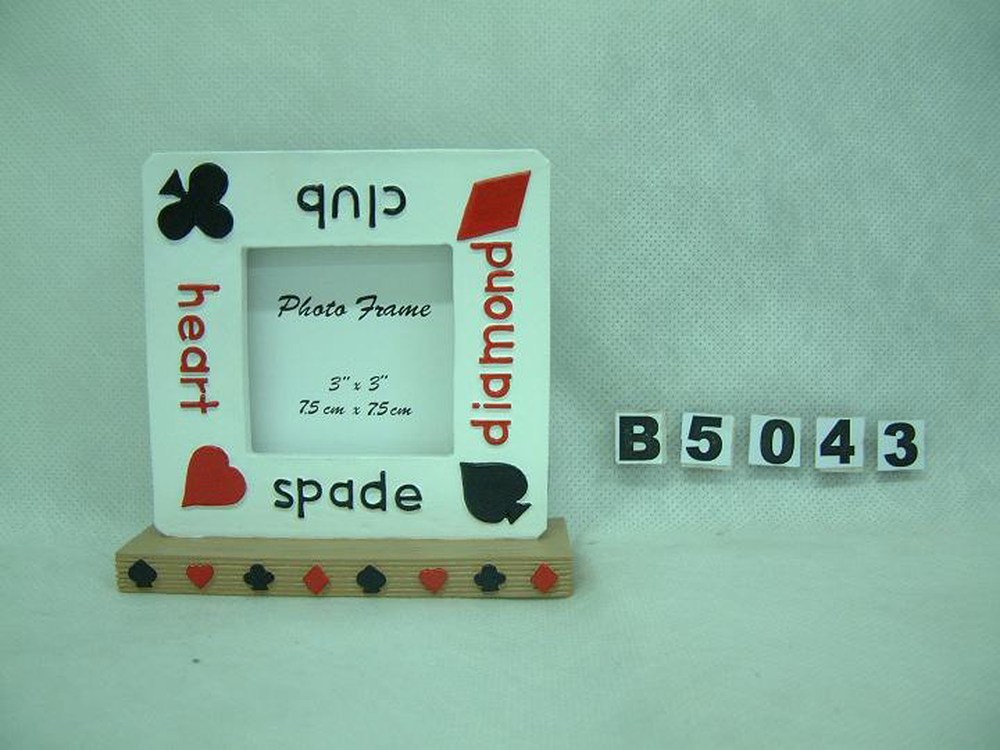 club
diamond
heart
Photo Frame
3" x 3"
7.5 cm x 7.5 cm
spade
B5043